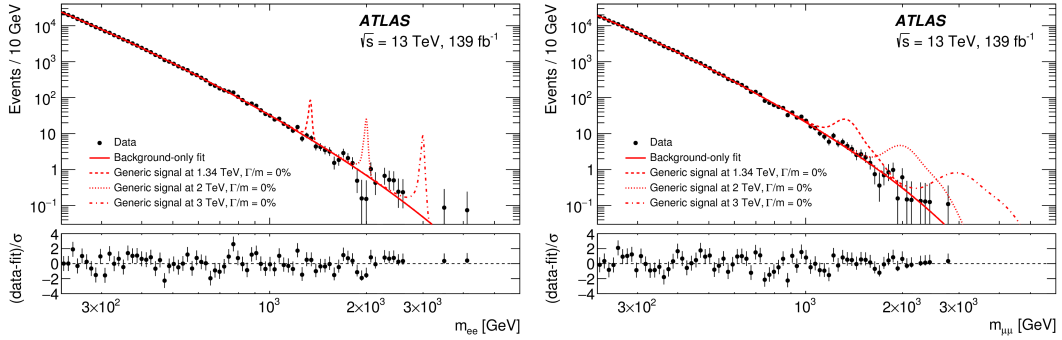 Events / 10 GeV
10⁴
10³
10²
10
1
10⁻¹
ATLAS
√s = 13 TeV, 139 fb⁻¹
Data
Background-only fit
Generic signal at 1.34 TeV, Γ/m = 0%
Generic signal at 2 TeV, Γ/m = 0%
Generic signal at 3 TeV, Γ/m = 0%
(data-fit)/σ
4
2
0
−2
−4
3×10² 10³ 2×10³ 3×10³
m_ee [GeV]
Events / 10 GeV
10⁴
10³
10²
10
1
10⁻¹
ATLAS
√s = 13 TeV, 139 fb⁻¹
Data
Background-only fit
Generic signal at 1.34 TeV, Γ/m = 0%
Generic signal at 2 TeV, Γ/m = 0%
Generic signal at 3 TeV, Γ/m = 0%
(data-fit)/σ
4
2
0
−2
−4
3×10² 10³ 2×10³ 3×10³
m_μμ [GeV]